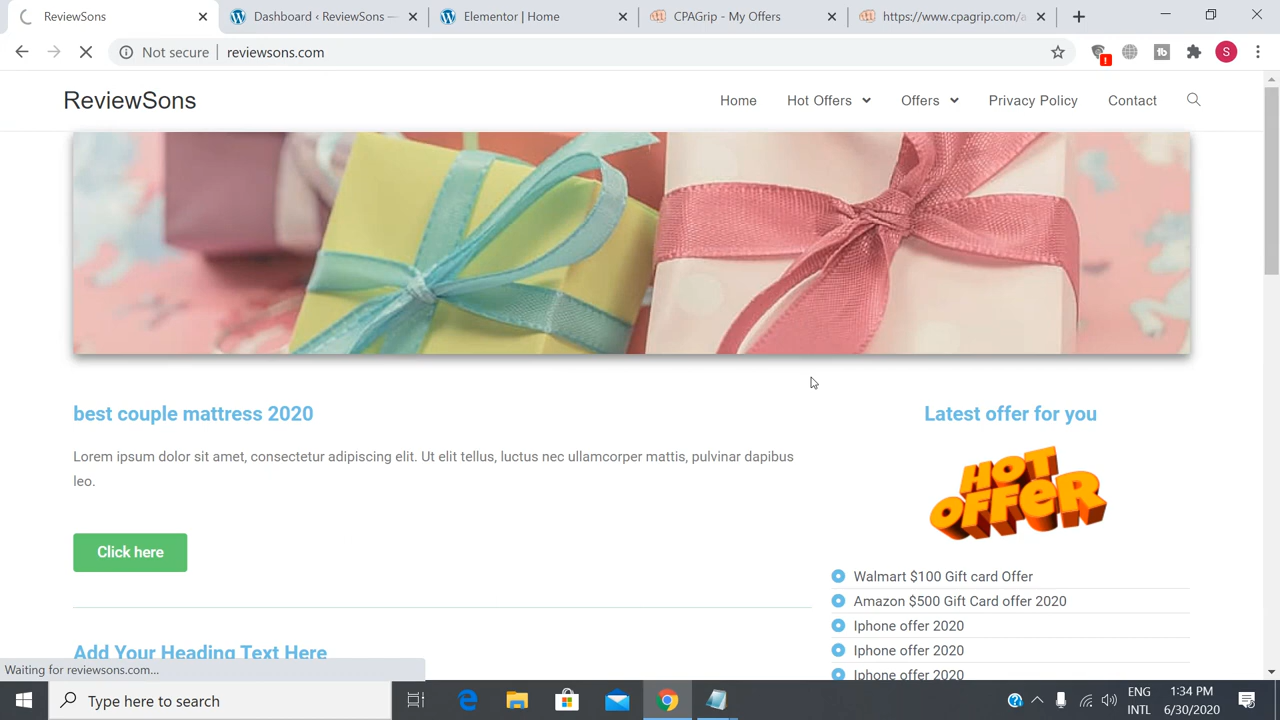 ReviewSons
Dashboard ‹ ReviewSons —
Elementor | Home
CPAGrip - My Offers
https://www.cpagrip.com/a
Not secure
reviewsons.com
S
ReviewSons
Home
Hot Offers
Offers
Privacy Policy
Contact
best couple mattress 2020
Latest offer for you
Lorem ipsum dolor sit amet, consectetur adipiscing elit. Ut elit tellus, luctus nec ullamcorper mattis, pulvinar dapibus
leo.
HOT
OFFER
Click here
Walmart $100 Gift card Offer
Amazon $500 Gift Card offer 2020
Iphone offer 2020
Iphone offer 2020
Iphone offer 2020
Add Your Heading Text Here
Waiting for reviewsons.com...
Type here to search
ENG
INTL
1:34 PM
6/30/2020